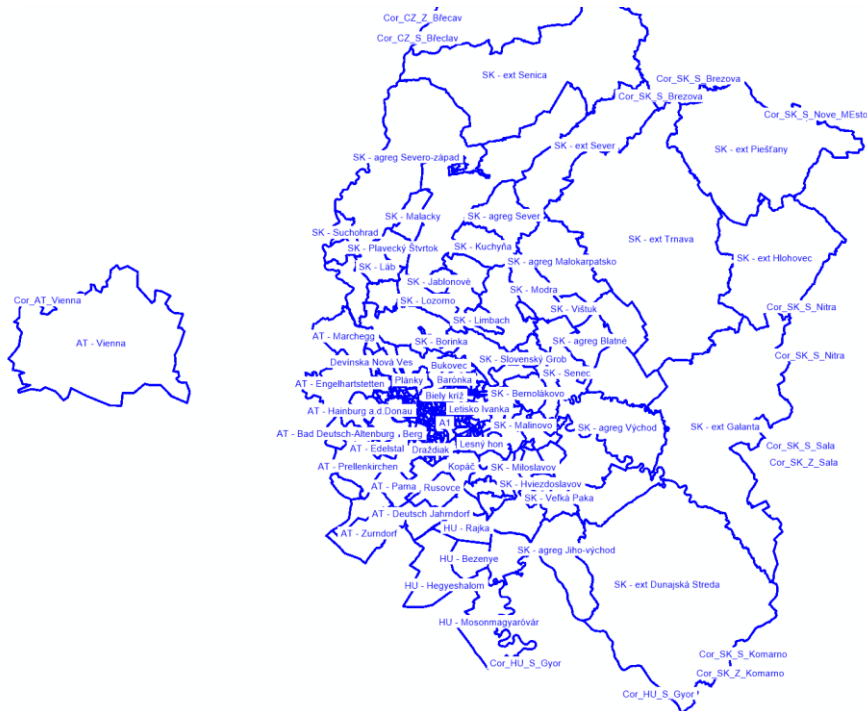 Cor_CZ_Z_Břecav
Cor_CZ_S_Břeclav
SK - ext Senica
Cor_SK_S_Brezova
Cor_SK_S_Brezova
Cor_SK_S_Nove_MEsto
SK - ext Sever
SK - ext Piešťany
SK - agreg Severo-západ
SK - Malacky
SK - agreg Sever
SK - Suchohrad
SK - ext Trnava
SK - Plavecký Štvrtok
SK - Kuchyňa
SK - ext Hlohovec
SK - Láb
SK - agreg Malokarpatsko
SK - Jablonové
SK - Modra
Cor_AT_Vienna
SK - Lozorno
Cor_SK_S_Nitra
SK - Vištuk
SK - Limbach
AT - Marchegg
AT - Vienna
SK - Borinka
SK - agreg Blatné
Cor_SK_S_Nitra
Devínska Nová Ves
Bukovec
SK - Slovenský Grob
SK - Senec
AT - Engelhartstetten
Plánky
Barónka
Biely kríž
SK - Bernolákovo
AT - Hainburg a.d.Donau
Letisko Ivanka
A1
SK - Malinovo
SK - agreg Východ
SK - ext Galanta
AT - Bad Deutsch-Altenburg
Berg
Lesný hon
Cor_SK_S_Sala
AT - Edelstal
Draždiak
Cor_SK_Z_Sala
AT - Prellenkirchen
Kopáč
SK - Miloslavov
AT - Pama
Rusovce
SK - Hviezdoslavov
SK - Veľká Paka
AT - Deutsch Jahrndorf
HU - Rajka
AT - Zurndorf
SK - agreg Jiho-východ
HU - Bezenye
HU - Hegyeshalom
SK - ext Dunajská Streda
HU - Mosonmagyaróvár
Cor_SK_S_Komarno
Cor_HU_S_Gyor
Cor_SK_Z_Komarno
Cor_HU_S_Gyor